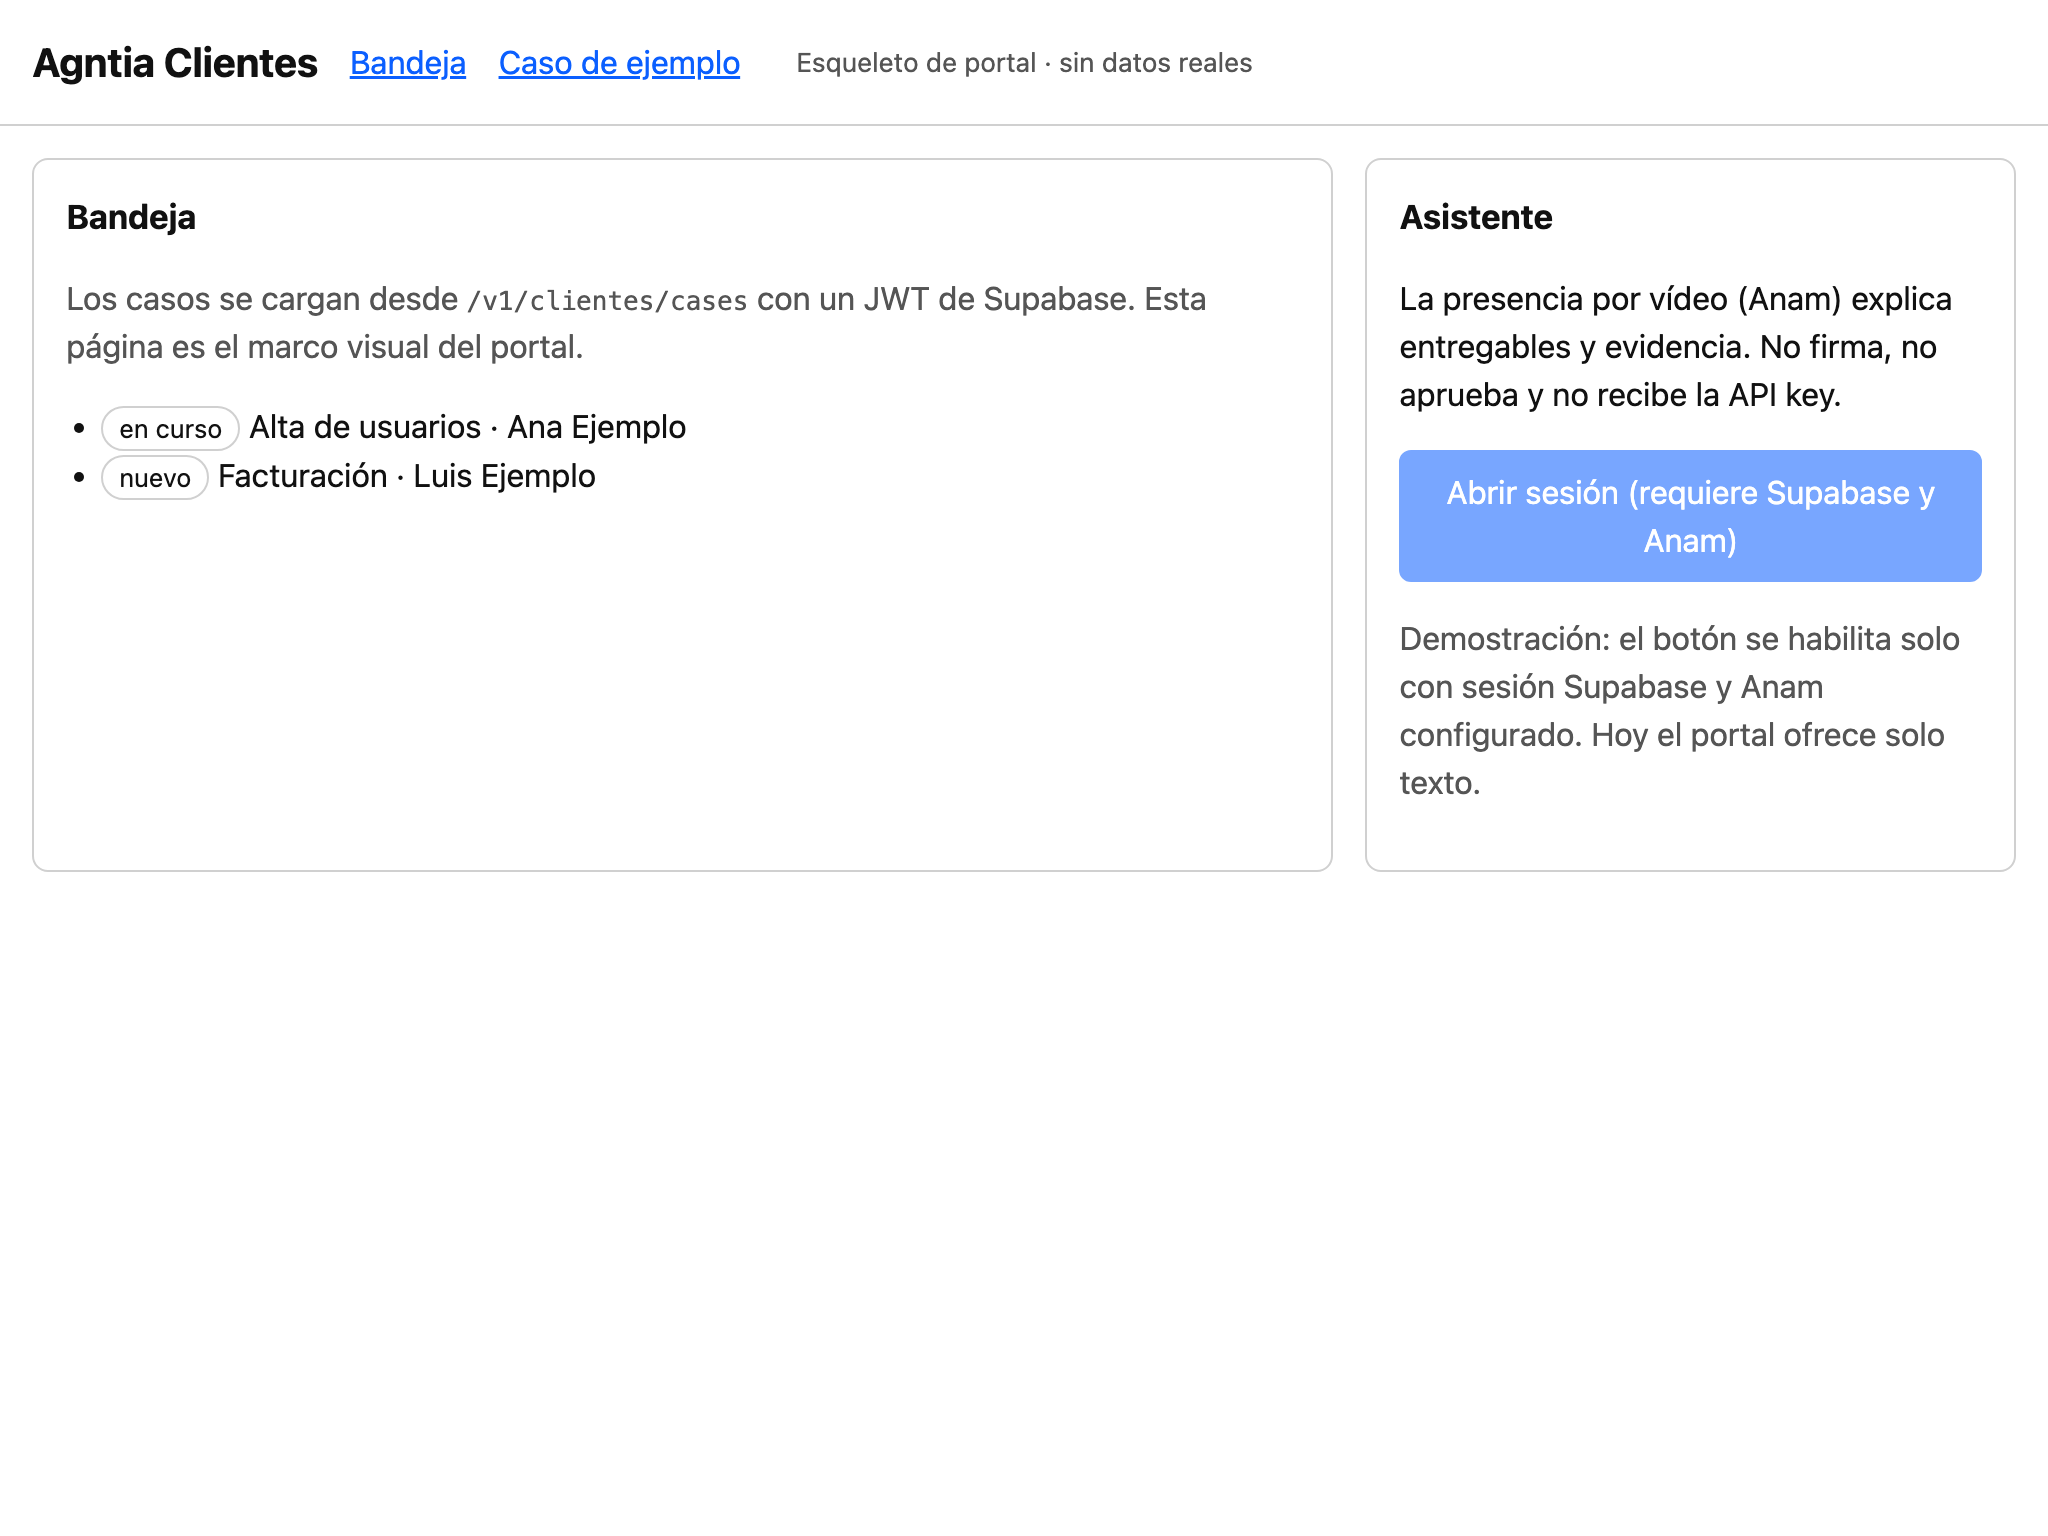 Agntia Clientes Bandeja Caso de ejemplo Esqueleto de portal · sin datos reales
Bandeja
Los casos se cargan desde /v1/clientes/cases con un JWT de Supabase. Esta
página es el marco visual del portal.
en curso Alta de usuarios · Ana Ejemplo
nuevo Facturación · Luis Ejemplo
Asistente
La presencia por vídeo (Anam) explica
entregables y evidencia. No firma, no
aprueba y no recibe la API key.
Abrir sesión (requiere Supabase y
Anam)
Demostración: el botón se habilita solo
con sesión Supabase y Anam
configurado. Hoy el portal ofrece solo
texto.